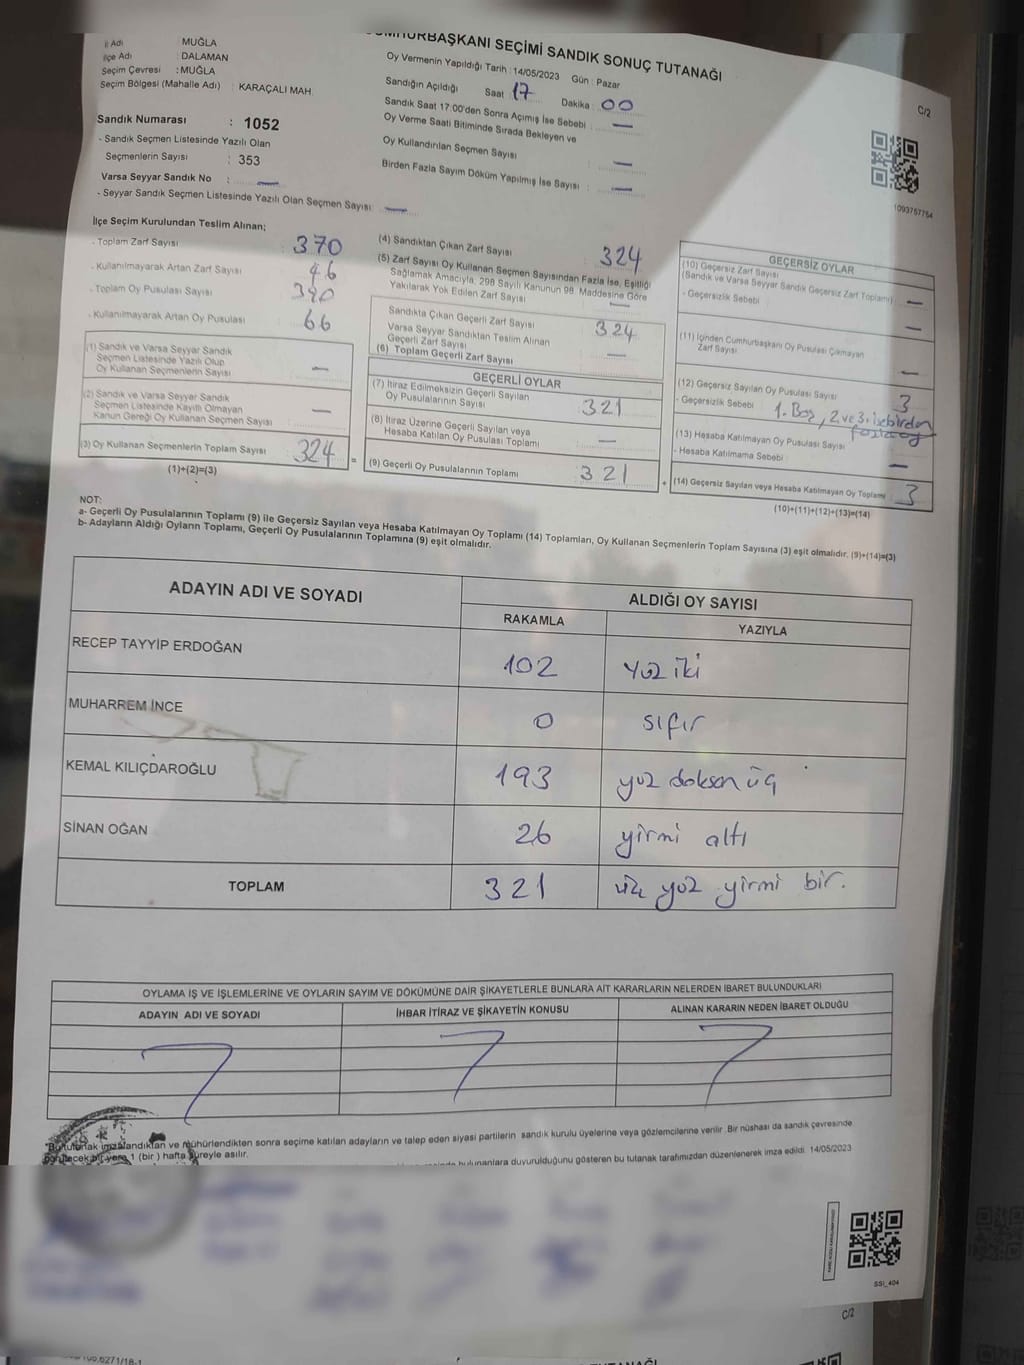 CUMHURBAŞKANI SEÇİMİ SANDIK SONUÇ TUTANAĞI
İl Adı : MUĞLA
İlçe Adı : DALAMAN
Seçim Çevresi : MUĞLA
Seçim Bölgesi (Mahalle Adı) : KARAÇALI MAH.
Sandık Numarası : 1052
- Sandık Seçmen Listesinde Yazılı Olan
Seçmenlerin Sayısı : 353
Varsa Seyyar Sandık No : —
- Seyyar Sandık Seçmen Listesinde Yazılı Olan Seçmen Sayısı : —
Oy Vermenin Yapıldığı Tarih : 14/05/2023 Gün : Pazar
Sandığın Açıldığı Saat 17 Dakika : 00
Sandık Saat 17:00'den Sonra Açımış İse Sebebi : —
Oy Verme Saati Bitiminde Sırada Bekleyen ve
Oy Kullandırılan Seçmen Sayısı : —
Birden Fazla Sayım Döküm Yapılmış İse Sayısı : —
C/2
1093757754
İlçe Seçim Kurulundan Teslim Alınan;
- Toplam Zarf Sayısı : 370
- Kullanılmayarak Artan Zarf Sayısı : 46
- Toplam Oy Pusulası Sayısı : 390
- Kullanılmayarak Artan Oy Pusulası : 66
(1) Sandık ve Varsa Seyyar Sandık
Seçmen Listesinde Yazılı Olup
Oy Kullanan Seçmenlerin Sayısı : —
(2) Sandık ve Varsa Seyyar Sandık
Seçmen Listesinde Kayıtlı Olmayan
Kanun Gereği Oy Kullanan Seçmen Sayısı : —
(3) Oy Kullanan Seçmenlerin Toplam Sayısı : 324
(1)+(2)=(3)
(4) Sandıktan Çıkan Zarf Sayısı : 324
(5) Zarf Sayısı Oy Kullanan Seçmen Sayısından Fazla İse, Eşitliği
Sağlamak Amacıyla, 298 Sayılı Kanunun 98. Maddesine Göre
Yakılarak Yok Edilen Zarf Sayısı : —
Sandıkta Çıkan Geçerli Zarf Sayısı : 324
Varsa Seyyar Sandıktan Teslim Alınan
Geçerli Zarf Sayısı : —
(6) Toplam Geçerli Zarf Sayısı
GEÇERLİ OYLAR
(7) İtiraz Edilmeksizin Geçerli Sayılan
Oy Pusulalarının Sayısı : 321
(8) İtiraz Üzerine Geçerli Sayılan veya
Hesaba Katılan Oy Pusulası Toplamı : —
(9) Geçerli Oy Pusulalarının Toplamı : 321
GEÇERSİZ OYLAR
(10) Geçersiz Zarf Sayısı
(Sandık ve Varsa Seyyar Sandık Geçersiz Zarf Toplamı) : —
- Geçersizlik Sebebi : —
(11) İçinden Cumhurbaşkanı Oy Pusulası Çıkmayan
Zarf Sayısı : —
(12) Geçersiz Sayılan Oy Pusulası Sayısı : 3
- Geçersizlik Sebebi : 1. Boş, 2 ve 3. ise birden fazla oy
(13) Hesaba Katılmayan Oy Pusulası Sayısı
- Hesaba Katılmama Sebebi : —
(14) Geçersiz Sayılan veya Hesaba Katılmayan Oy Toplamı : 3
(10)+(11)+(12)+(13)=(14)
NOT:
a- Geçerli Oy Pusulalarının Toplamı (9) ile Geçersiz Sayılan veya Hesaba Katılmayan Oy Toplamı (14) Toplamları, Oy Kullanan Seçmenlerin Toplam Sayısına (3) eşit olmalıdır. (9)+(14)=(3)
b- Adayların Aldığı Oyların Toplamı, Geçerli Oy Pusulalarının Toplamına (9) eşit olmalıdır.
ADAYIN ADI VE SOYADI ALDIĞI OY SAYISI
RAKAMLA YAZIYLA
RECEP TAYYİP ERDOĞAN 102 yüz iki
MUHARREM İNCE 0 sıfır
KEMAL KILIÇDAROĞLU 193 yüz doksan üç
SİNAN OĞAN 26 yirmi altı
TOPLAM 321 üç yüz yirmi bir.
OYLAMA İŞ VE İŞLEMLERİNE VE OYLARIN SAYIM VE DÖKÜMÜNE DAİR ŞİKAYETLERLE BUNLARA AİT KARARLARIN NELERDEN İBARET BULUNDUKLARI
ADAYIN ADI VE SOYADI İHBAR İTİRAZ VE ŞİKAYETİN KONUSU ALINAN KARARIN NEDEN İBARET OLDUĞU
*Bu tutanak imzalandıktan ve mühürlendikten sonra seçime katılan adayların ve talep eden siyasi partilerin sandık kurulu üyelerine veya gözlemcilerine verilir. Bir nüshası da sandık çevresinde
görülecek bir yere 1 (bir) hafta süreyle asılır.
bulunanlara duyurulduğunu gösteren bu tutanak tarafımızdan düzenlenerek imza edildi. 14/05/2023
SSİ_404
C/2